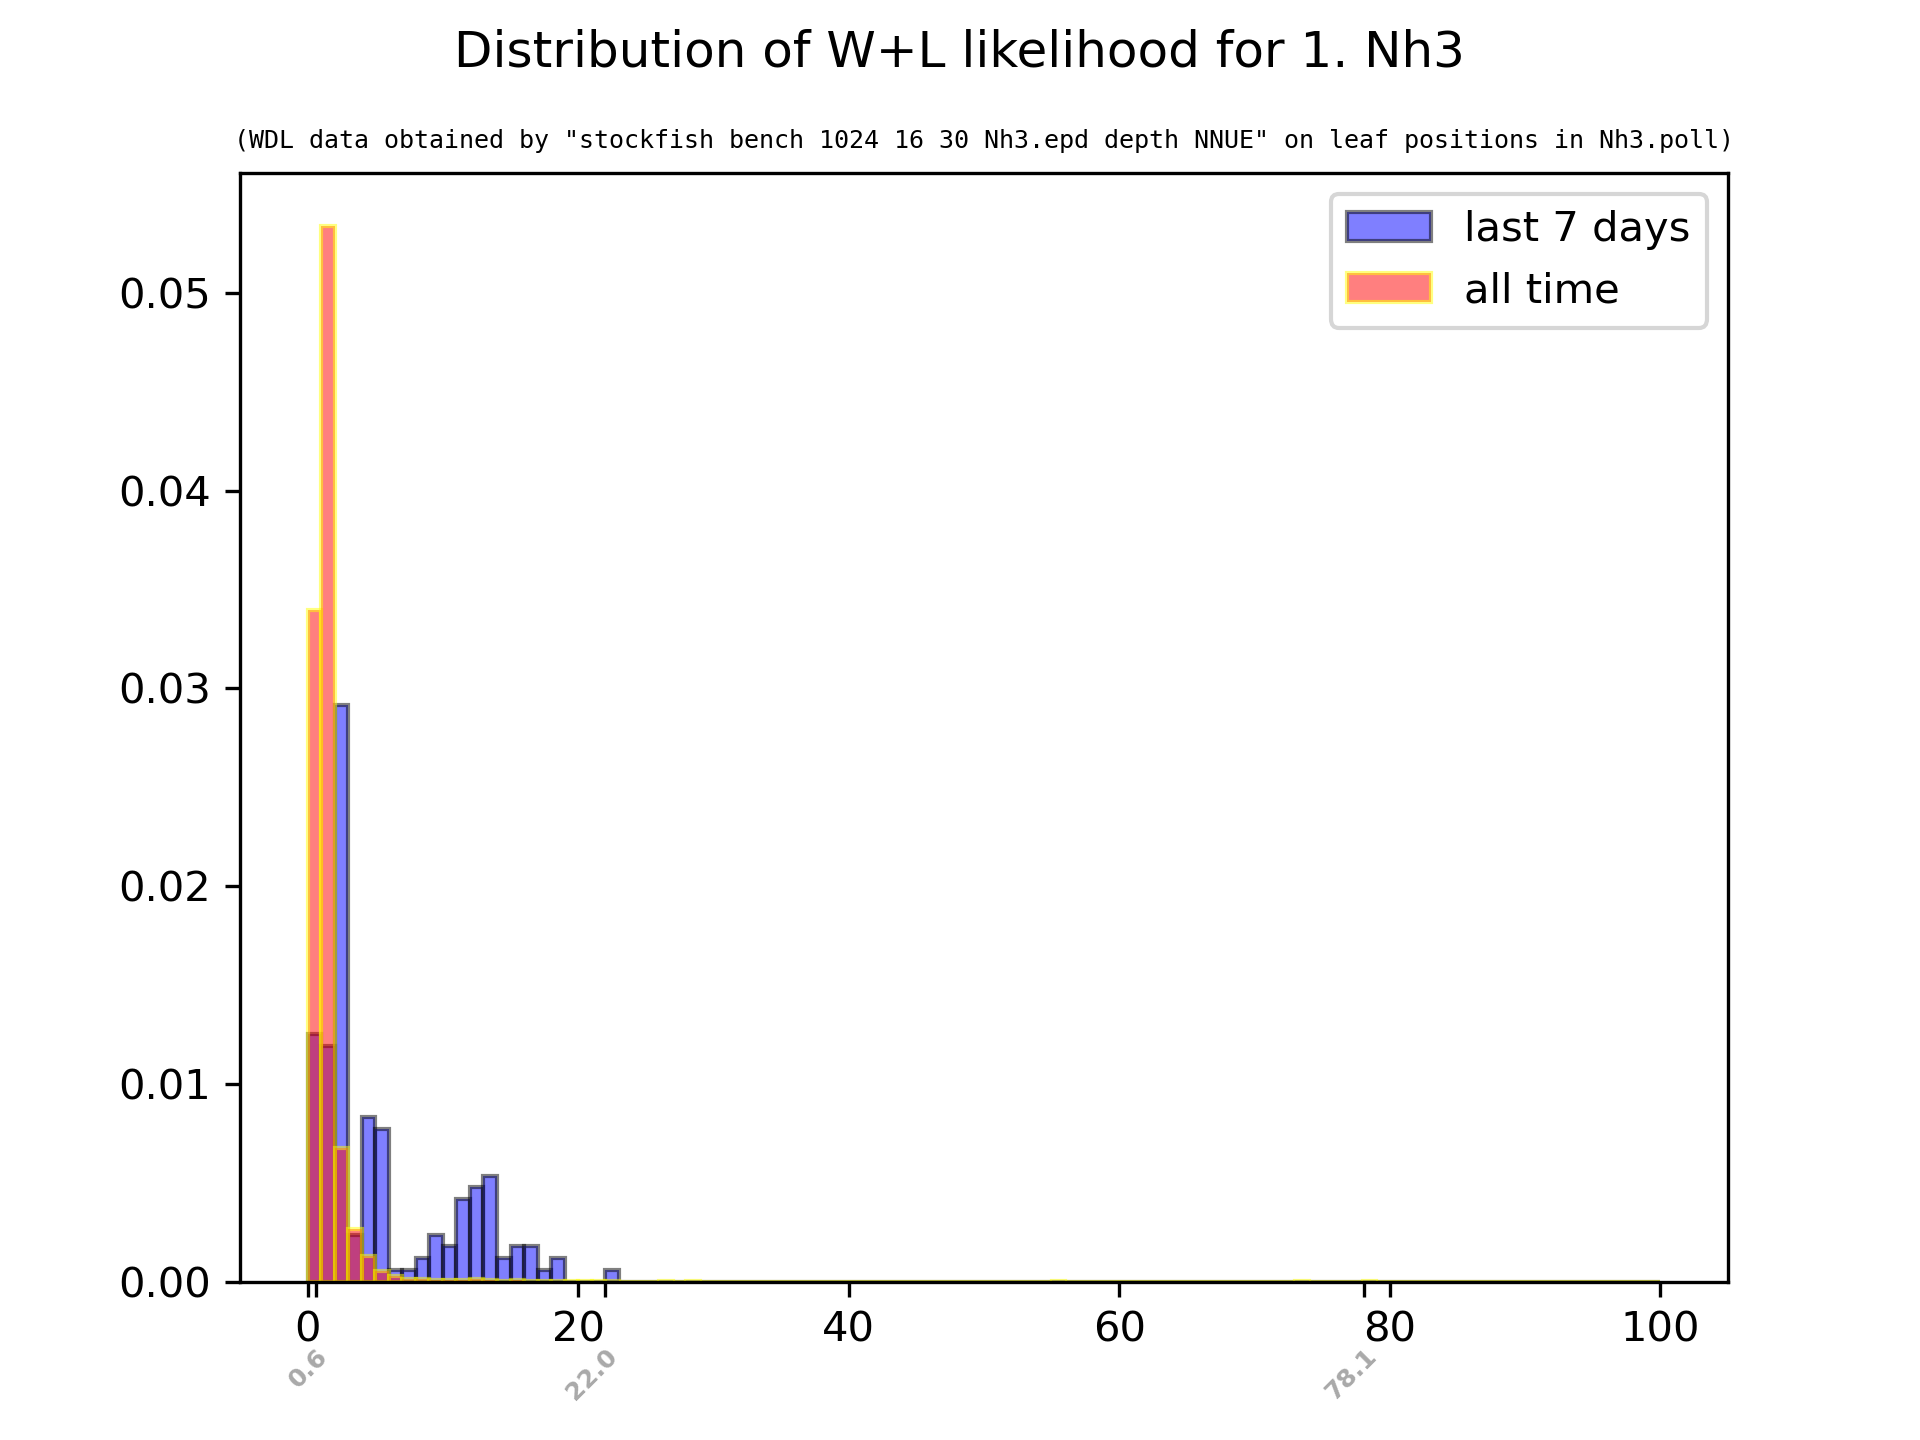 Distribution of W+L likelihood for 1. Nh3
(WDL data obtained by "stockfish bench 1024 16 30 Nh3.epd depth NNUE" on leaf positions in Nh3.poll)
last 7 days
all time
0.05
0.04
0.03
0.02
0.01
0.00
0 20 40 60 80 100
0.6 22.0 78.1